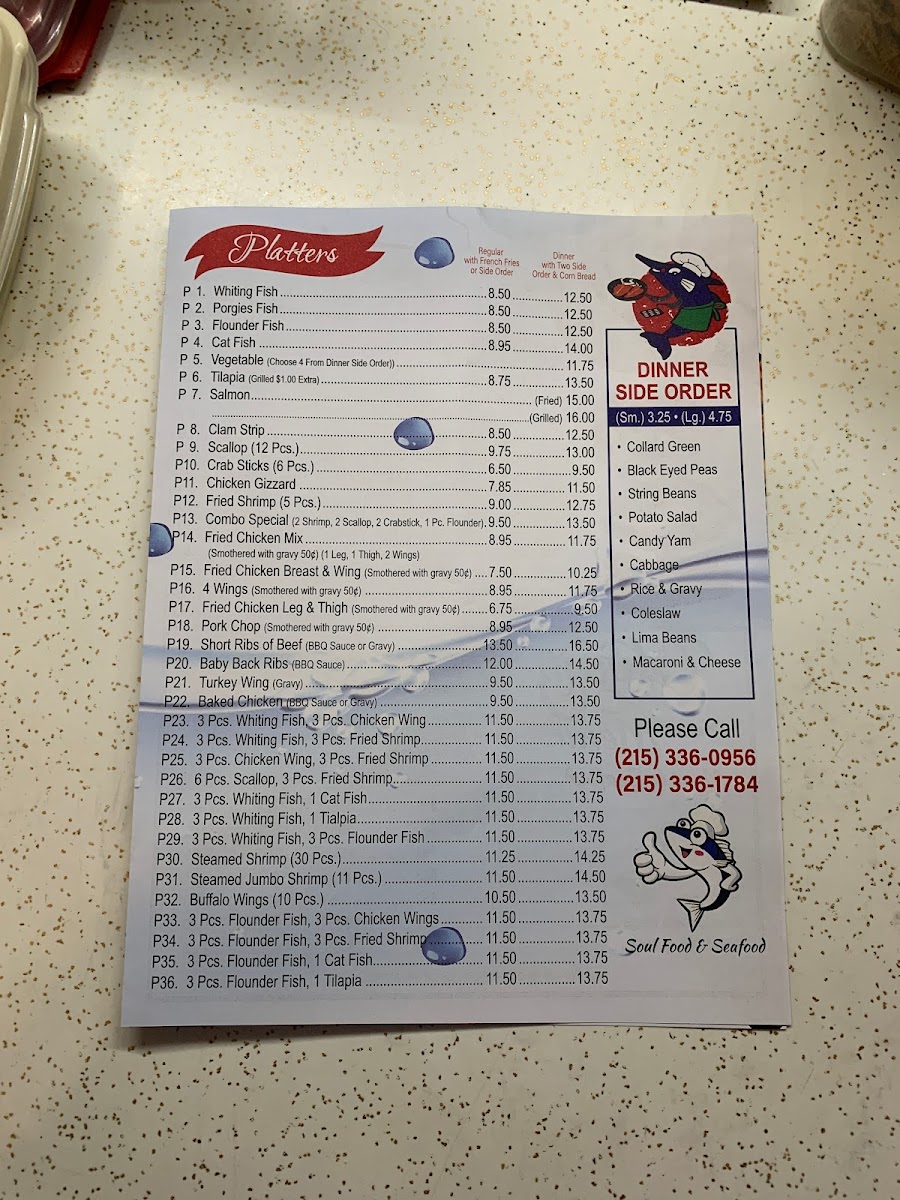 Platters
Regular
with French Fries
or Side Order
Dinner
with Two Side
Order & Corn Bread
P 1. Whiting Fish 8.50 12.50
P 2. Porgies Fish 8.50 12.50
P 3. Flounder Fish 8.50 12.50
P 4. Cat Fish 8.95 14.00
P 5. Vegetable (Choose 4 From Dinner Side Order)) 11.75
P 6. Tilapia (Grilled $1.00 Extra) 8.75 13.50
P 7. Salmon (Fried) 15.00
(Grilled) 16.00
P 8. Clam Strip 8.50 12.50
P 9. Scallop (12 Pcs.) 9.75 13.00
P10. Crab Sticks (6 Pcs.) 6.50 9.50
P11. Chicken Gizzard 7.85 11.50
P12. Fried Shrimp (5 Pcs.) 9.00 12.75
P13. Combo Special (2 Shrimp, 2 Scallop, 2 Crabstick, 1 Pc. Flounder). 9.50 13.50
P14. Fried Chicken Mix 8.95 11.75
(Smothered with gravy 50¢) (1 Leg, 1 Thigh, 2 Wings)
P15. Fried Chicken Breast & Wing (Smothered with gravy 50¢) 7.50 10.25
P16. 4 Wings (Smothered with gravy 50¢) 8.95 11.75
P17. Fried Chicken Leg & Thigh (Smothered with gravy 50¢) 6.75 9.50
P18. Pork Chop (Smothered with gravy 50¢) 8.95 12.50
P19. Short Ribs of Beef (BBQ Sauce or Gravy) 13.50 16.50
P20. Baby Back Ribs (BBQ Sauce) 12.00 14.50
P21. Turkey Wing (Gravy) 9.50 13.50
P22. Baked Chicken (BBQ Sauce or Gravy) 9.50 13.50
P23. 3 Pcs. Whiting Fish, 3 Pcs. Chicken Wing 11.50 13.75
P24. 3 Pcs. Whiting Fish, 3 Pcs. Fried Shrimp 11.50 13.75
P25. 3 Pcs. Chicken Wing, 3 Pcs. Fried Shrimp 11.50 13.75
P26. 6 Pcs. Scallop, 3 Pcs. Fried Shrimp 11.50 13.75
P27. 3 Pcs. Whiting Fish, 1 Cat Fish 11.50 13.75
P28. 3 Pcs. Whiting Fish, 1 Tialpia 11.50 13.75
P29. 3 Pcs. Whiting Fish, 3 Pcs. Flounder Fish 11.50 13.75
P30. Steamed Shrimp (30 Pcs.) 11.25 14.25
P31. Steamed Jumbo Shrimp (11 Pcs.) 11.50 14.50
P32. Buffalo Wings (10 Pcs.) 10.50 13.50
P33. 3 Pcs. Flounder Fish, 3 Pcs. Chicken Wings 11.50 13.75
P34. 3 Pcs. Flounder Fish, 3 Pcs. Fried Shrimp 11.50 13.75
P35. 3 Pcs. Flounder Fish, 1 Cat Fish 11.50 13.75
P36. 3 Pcs. Flounder Fish, 1 Tilapia 11.50 13.75
DINNER
SIDE ORDER
(Sm.) 3.25 • (Lg.) 4.75
• Collard Green
• Black Eyed Peas
• String Beans
• Potato Salad
• Candy Yam
• Cabbage
• Rice & Gravy
• Coleslaw
• Lima Beans
• Macaroni & Cheese
Please Call
(215) 336-0956
(215) 336-1784
Soul Food & Seafood